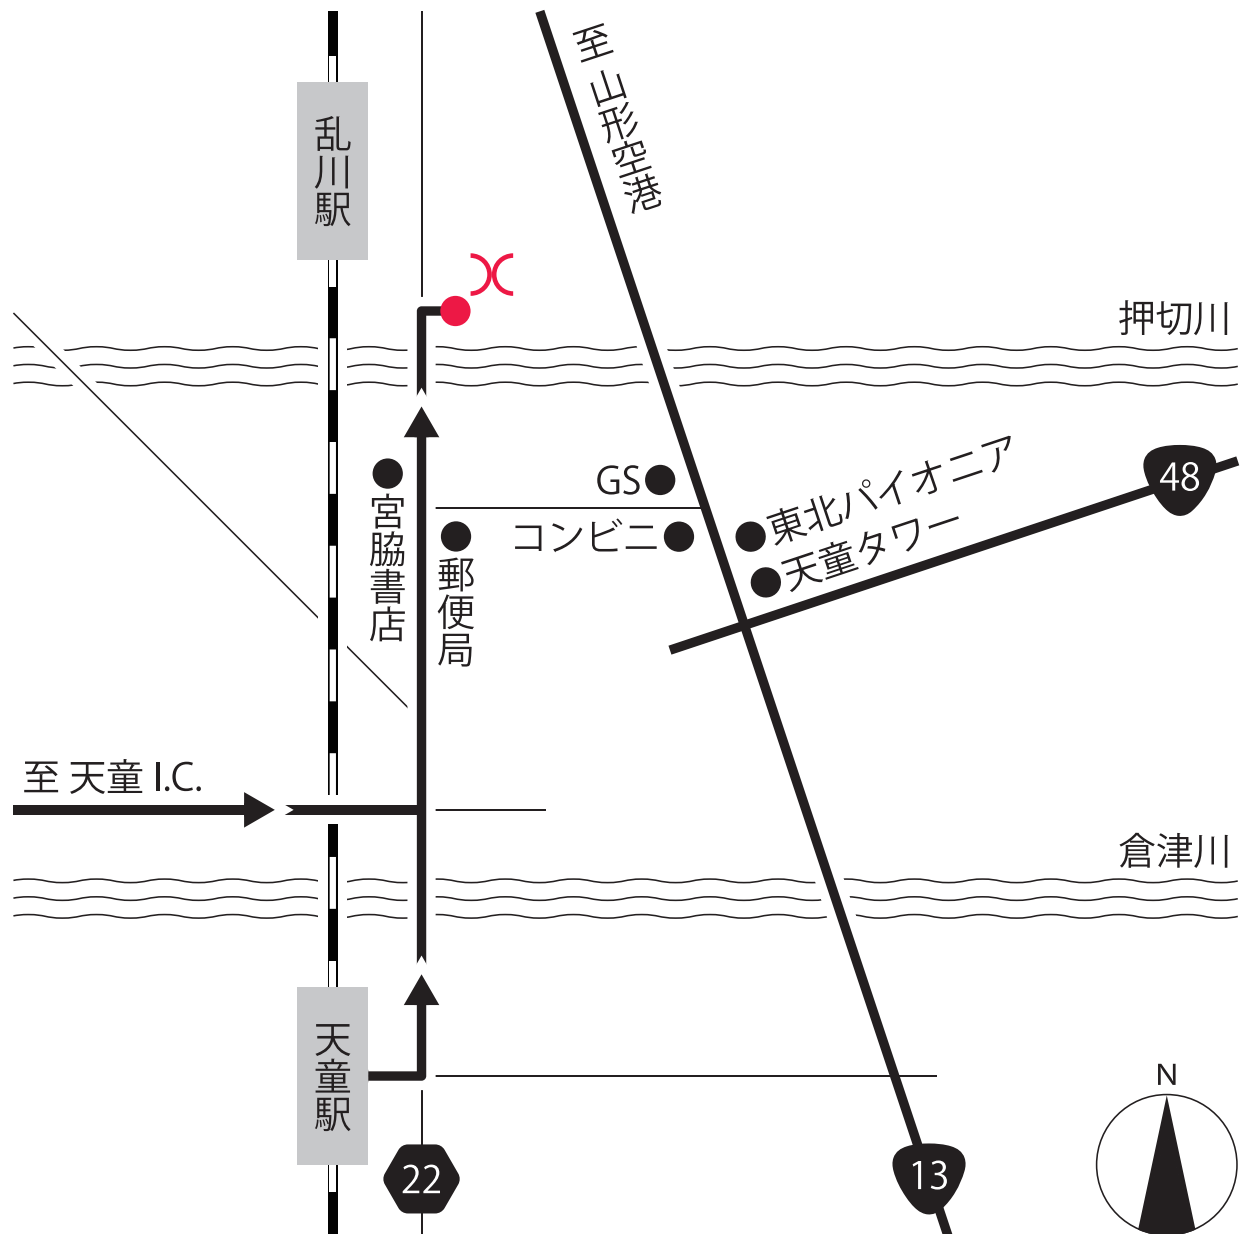 至 山形空港
乱川駅
押切川
GS
コンビニ
東北パイオニア
天童タワー
48
宮脇書店
郵便局
至 天童 I.C.
倉津川
天童駅
22
13
N